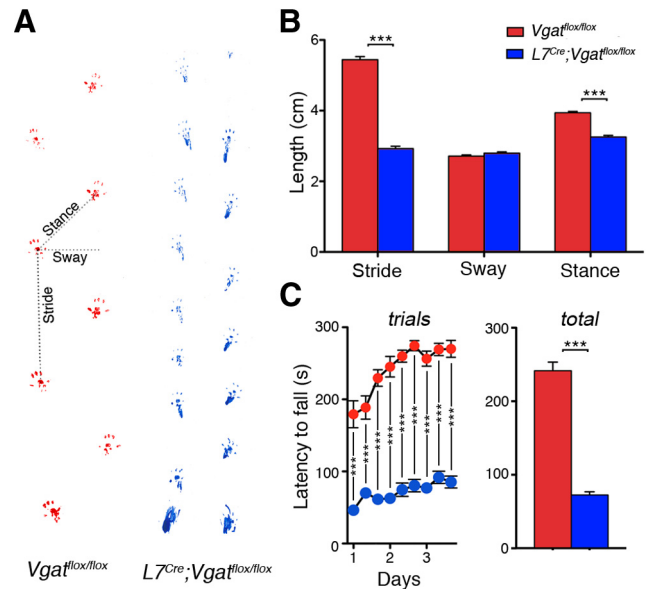 A
Stance
Sway
Stride
Vgat^flox/flox
L7^Cre;Vgat^flox/flox
B
Vgat^flox/flox
L7^Cre;Vgat^flox/flox
6
4
2
0
Length (cm)
***
***
Stride Sway Stance
C
trials
300
200
100
0
Latency to fall (s)
*** *** *** *** *** *** *** *** ***
1 2 3
Days
total
300
200
100
0
***